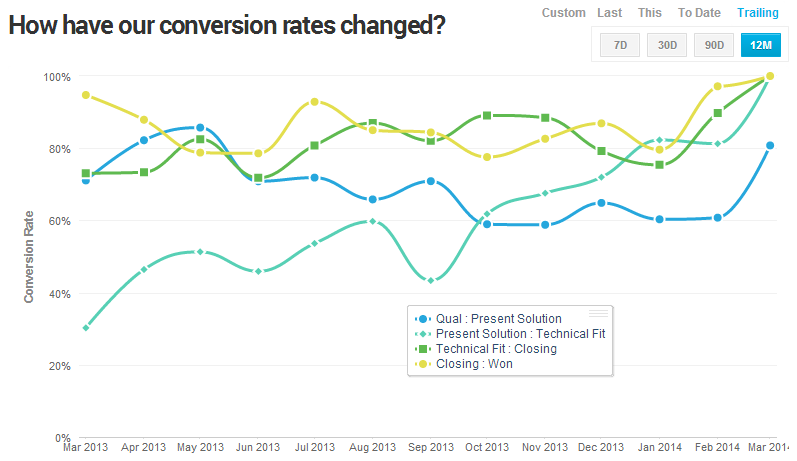 How have our conversion rates changed?
Custom Last This To Date Trailing
7D 30D 90D 12M
100%
80%
60%
40%
20%
0%
Conversion Rate
Qual : Present Solution
Present Solution : Technical Fit
Technical Fit : Closing
Closing : Won
Mar 2013 Apr 2013 May 2013 Jun 2013 Jul 2013 Aug 2013 Sep 2013 Oct 2013 Nov 2013 Dec 2013 Jan 2014 Feb 2014 Mar 2014